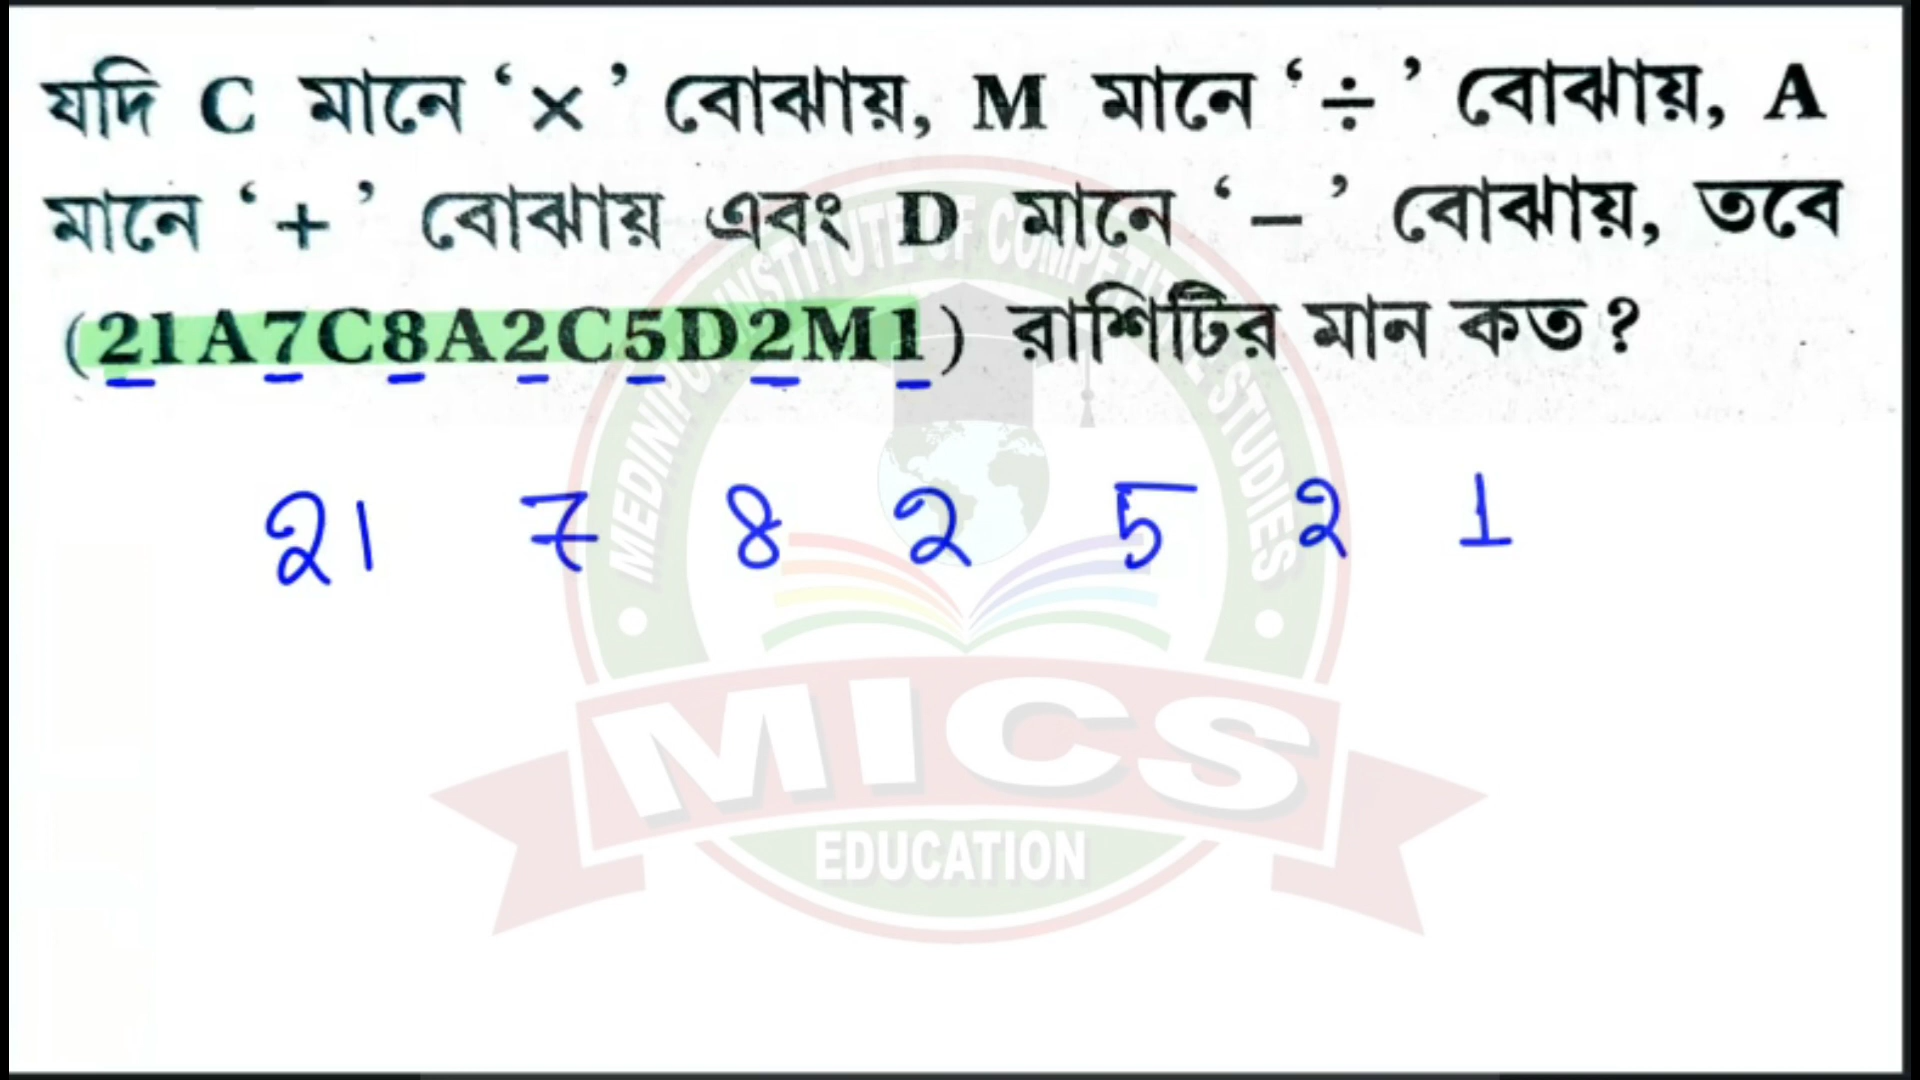 যদি C মানে ‘×’ বোঝায়, M মানে ‘÷’ বোঝায়, A
মানে ‘+’ বোঝায় এবং D মানে ‘–’ বোঝায়, তবে
(21A7C8A2C5D2M1) রাশিটির মান কত?
21 7 8 2 5 2 1
MEDINIPUR INSTITUTE OF COMPETITIVE STUDIES
MICS
EDUCATION